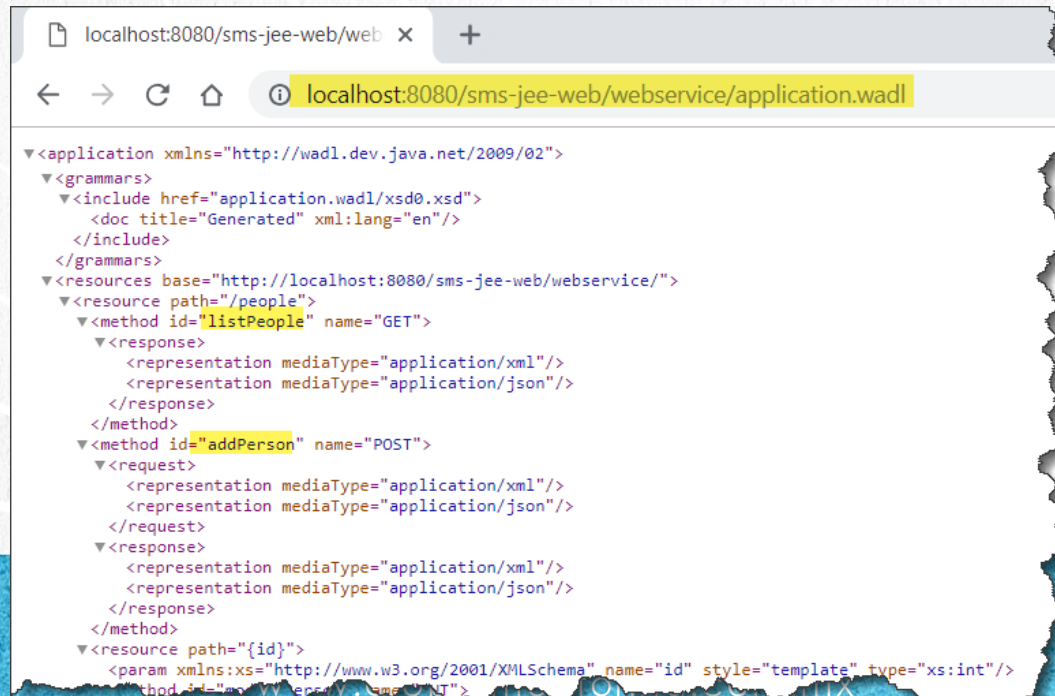 localhost:8080/sms-jee-web/web
localhost:8080/sms-jee-web/webservice/application.wadl
▼<application xmlns="http://wadl.dev.java.net/2009/02">
▼<grammars>
▼<include href="application.wadl/xsd0.xsd">
<doc title="Generated" xml:lang="en"/>
</include>
</grammars>
▼<resources base="http://localhost:8080/sms-jee-web/webservice/">
▼<resource path="/people">
▼<method id="listPeople" name="GET">
▼<response>
<representation mediaType="application/xml"/>
<representation mediaType="application/json"/>
</response>
</method>
▼<method id="addPerson" name="POST">
▼<request>
<representation mediaType="application/xml"/>
<representation mediaType="application/json"/>
</request>
▼<response>
<representation mediaType="application/xml"/>
<representation mediaType="application/json"/>
</response>
</method>
▼<resource path="{id}">
<param xmlns:xs="http://www.w3.org/2001/XMLSchema" name="id" style="template" type="xs:int"/>